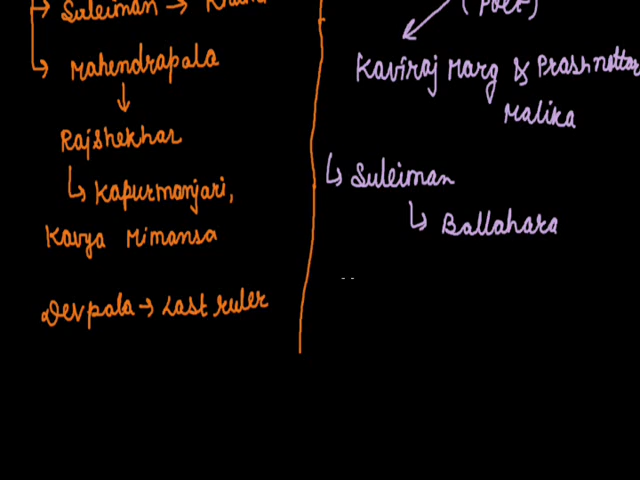 Suleiman →
Mahendrapala
Rajshekhar
Kapurmanjari,
Kavya Mimansa
Devpala → Last ruler
(Poet)
Kaviraj Marg & Prashnottar
Malika
Suleiman
Ballahara